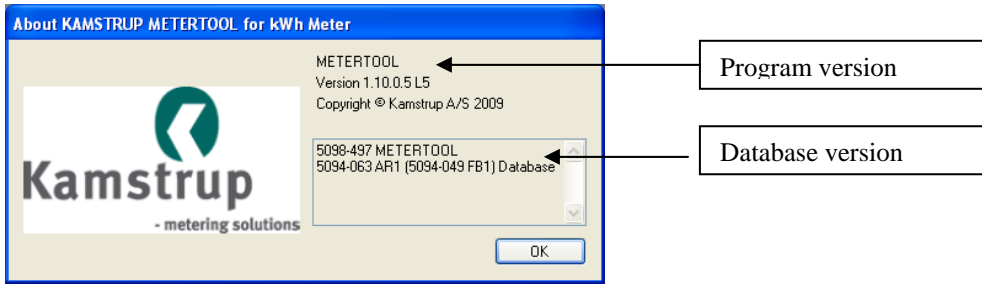 About KAMSTRUP METERTOOL for kWh Meter
METERTOOL
Version 1.10.0.5 L5
Copyright © Kamstrup A/S 2009
5098-497 METERTOOL
5094-063 AR1 (5094-049 FB1) Database
Kamstrup
- metering solutions
OK
Program version
Database version